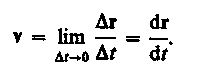 v = lim Δt→0 Δr/Δt = dr/dt.